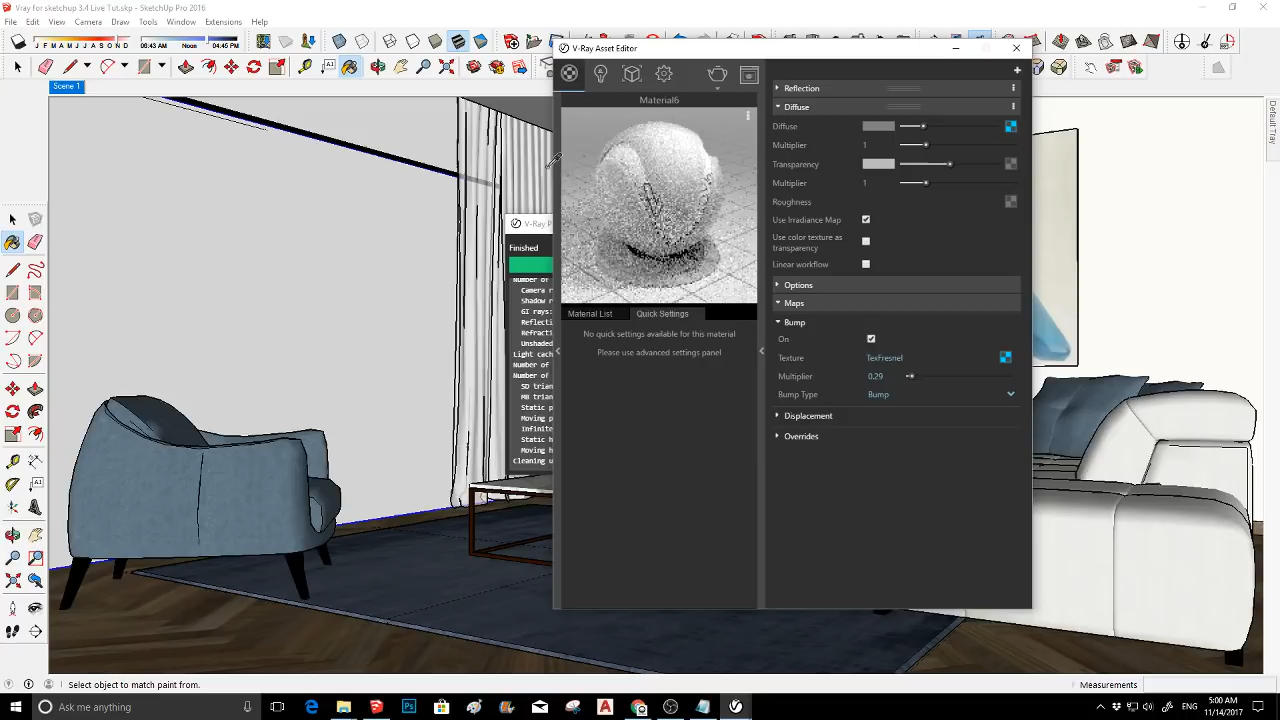 Vray for sketchup 3.4 Live Tut.skp - SketchUp Pro 2016
File Edit View Camera Draw Tools Window Extensions Help
J F M A M J J A S O N D
06:43 AM Noon 04:45 PM
Scene 1
Default Tray
V-Ray Asset Editor
Material6
Material List Quick Settings
No quick settings available for this material
Please use advanced settings panel
Reflection
Diffuse
Diffuse
Multiplier 1
Transparency
Multiplier 1
Roughness
Use Irradiance Map
Use color texture as
transparency
Linear workflow
Options
Maps
Bump
On
Texture TexFresnel
Multiplier 0.29
Bump Type Bump
Displacement
Overrides
V-Ray P
Finished
Number of
Camera r
Shadow r
GI rays:
Reflecti
Refracti
Unshaded
Light cach
Number of
Number of
SD trian
MB trian
Static p
Moving p
Infinite
Static h
Moving h
Cleaning u
Select object to match paint from.
Measurements
Ask me anything
5:00 AM
11/14/2017